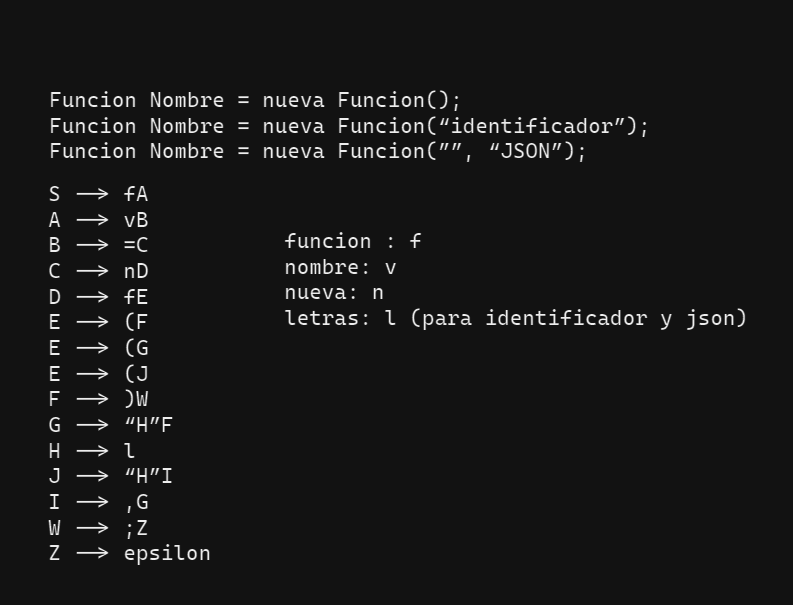 Funcion Nombre = nueva Funcion();
Funcion Nombre = nueva Funcion(“identificador”);
Funcion Nombre = nueva Funcion(””, “JSON”);
S --> fA
A --> vB
B --> =C
C --> nD
D --> fE
E --> (F
E --> (G
E --> (J
F --> )W
G --> “H”F
H --> l
J --> “H”I
I --> ,G
W --> ;Z
Z --> epsilon
funcion : f
nombre: v
nueva: n
letras: l (para identificador y json)